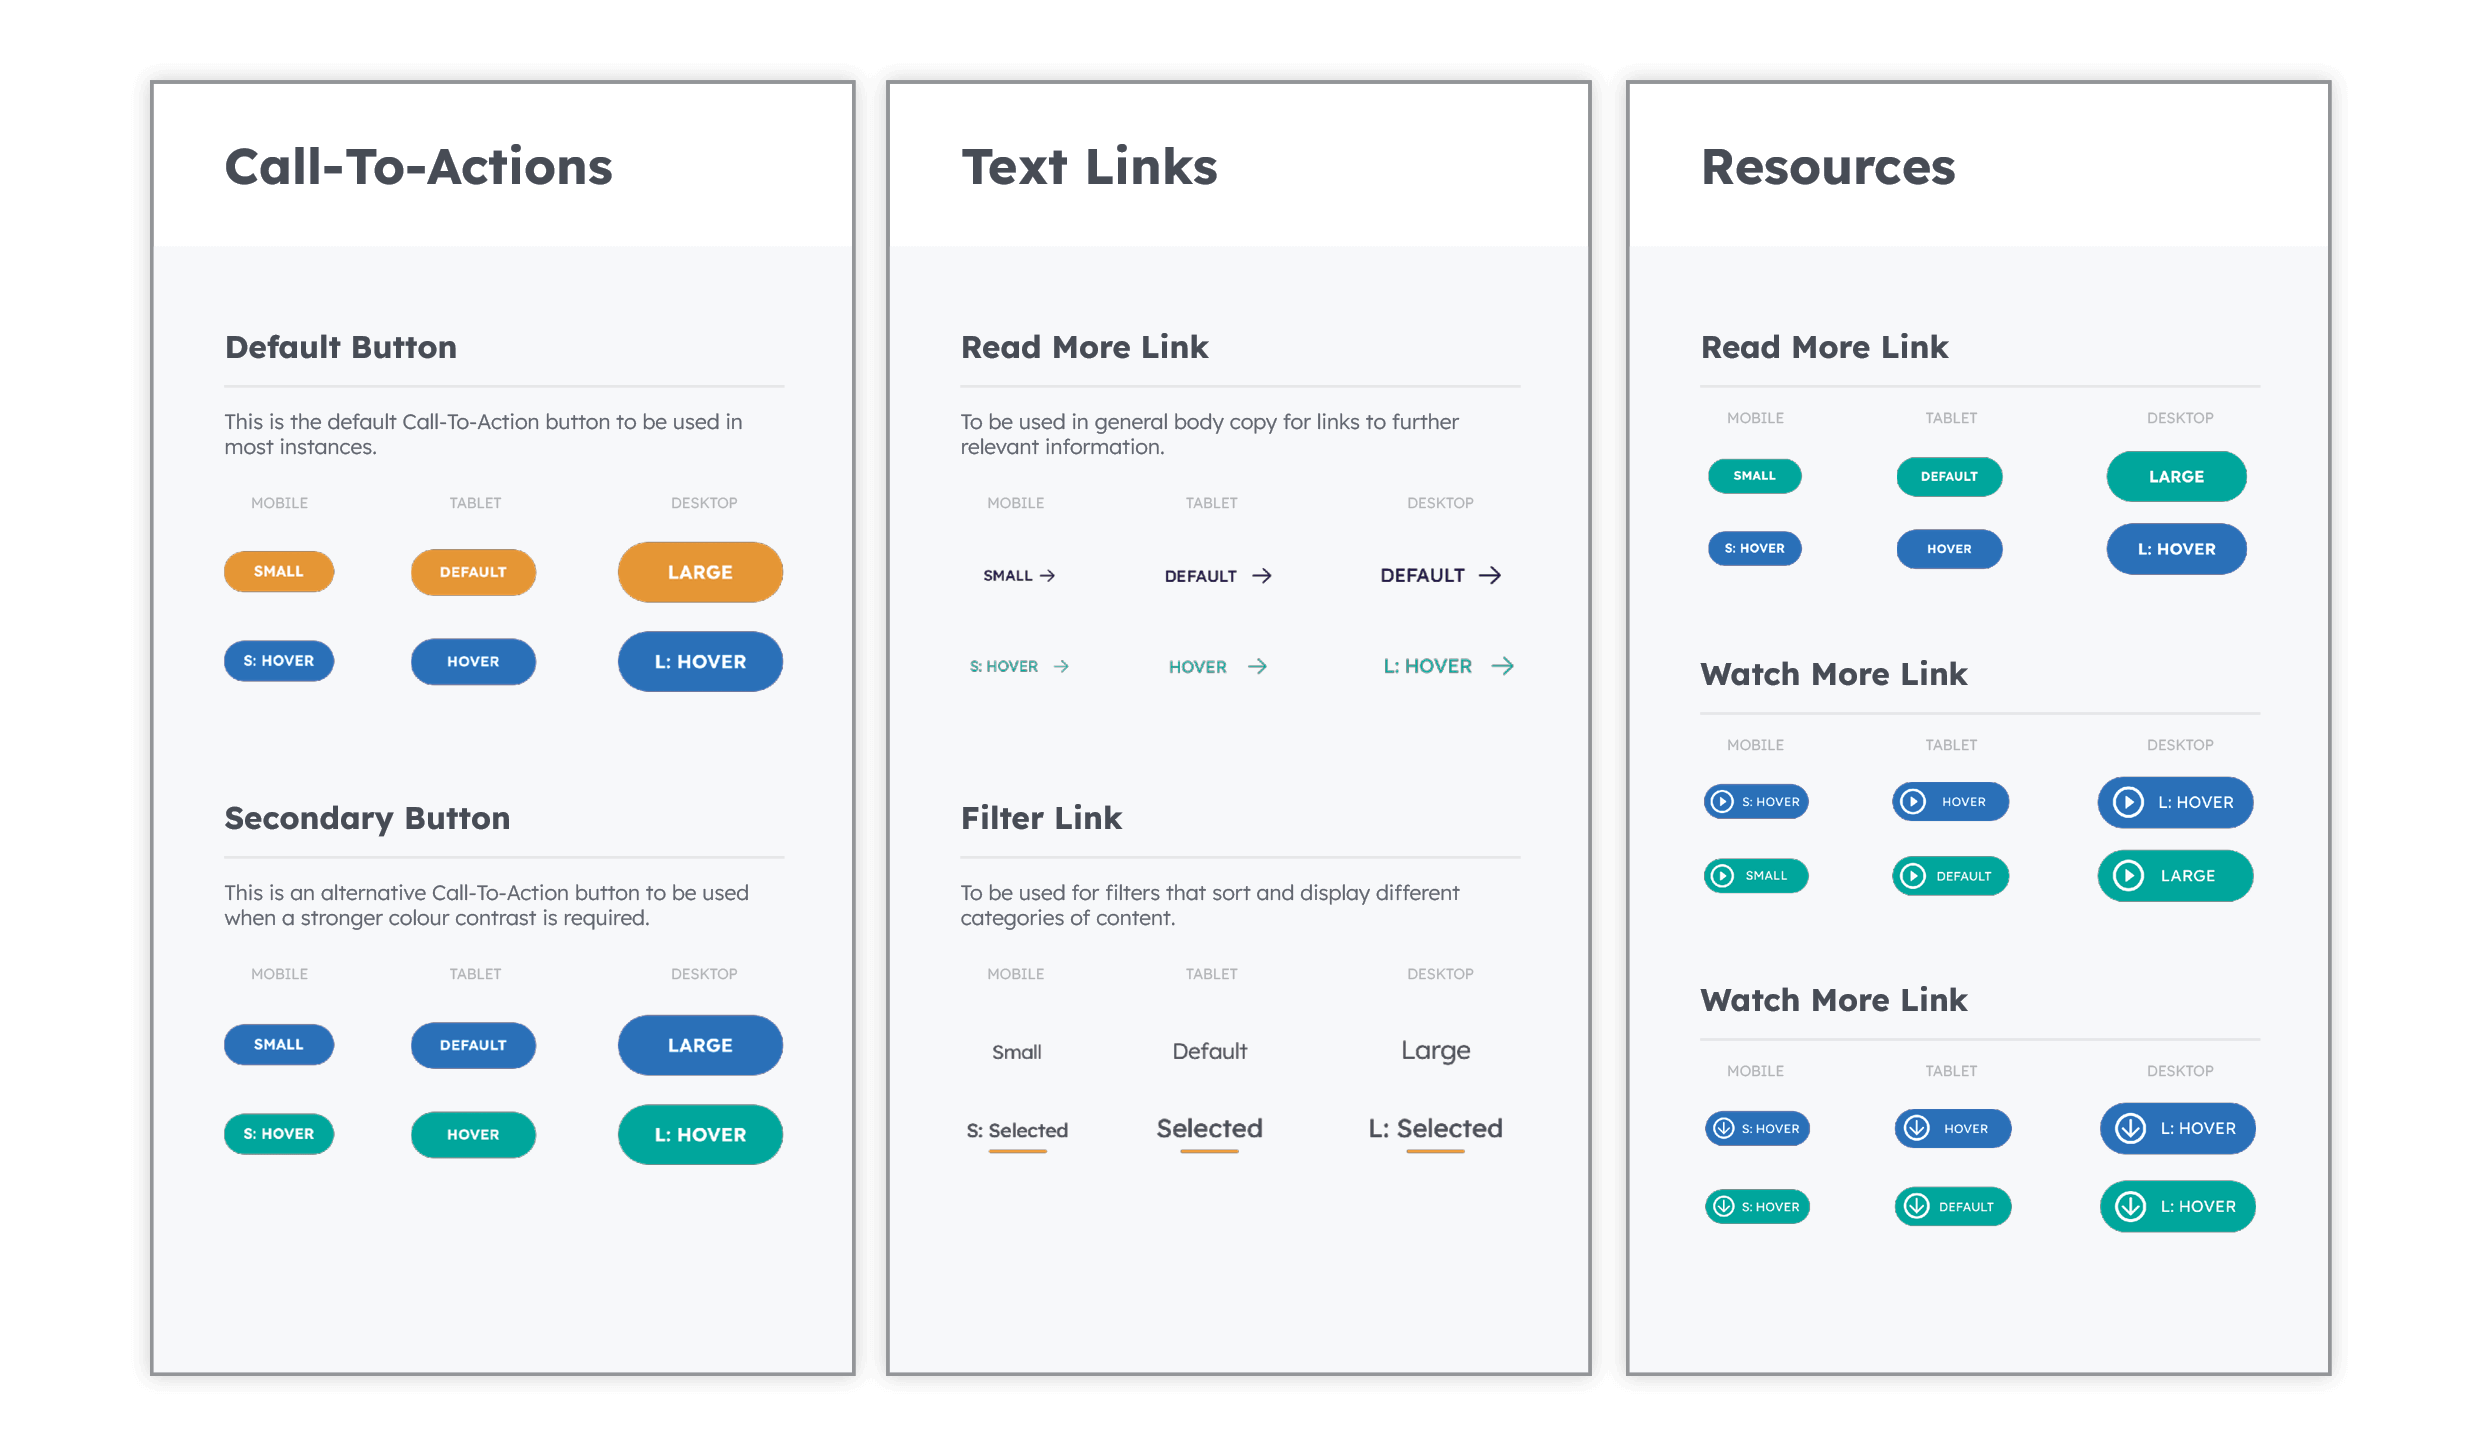 Call-To-Actions
Default Button
This is the default Call-To-Action button to be used in
most instances.
MOBILE TABLET DESKTOP
SMALL DEFAULT LARGE
S: HOVER HOVER L: HOVER
Secondary Button
This is an alternative Call-To-Action button to be used
when a stronger colour contrast is required.
MOBILE TABLET DESKTOP
SMALL DEFAULT LARGE
S: HOVER HOVER L: HOVER
Text Links
Read More Link
To be used in general body copy for links to further
relevant information.
MOBILE TABLET DESKTOP
SMALL → DEFAULT → DEFAULT →
S: HOVER → HOVER → L: HOVER →
Filter Link
To be used for filters that sort and display different
categories of content.
MOBILE TABLET DESKTOP
Small Default Large
S: Selected Selected L: Selected
Resources
Read More Link
MOBILE TABLET DESKTOP
SMALL DEFAULT LARGE
S: HOVER HOVER L: HOVER
Watch More Link
MOBILE TABLET DESKTOP
S: HOVER HOVER L: HOVER
SMALL DEFAULT LARGE
Watch More Link
MOBILE TABLET DESKTOP
S: HOVER HOVER L: HOVER
S: HOVER DEFAULT L: HOVER